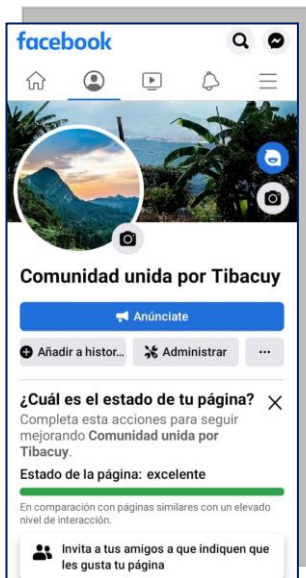 facebook
Comunidad unida por Tibacuy
Anúnciate
Añadir a histor...
Administrar
...
¿Cuál es el estado de tu página?
Completa esta acciones para seguir
mejorando Comunidad unida por
Tibacuy.
Estado de la página: excelente
En comparación con páginas similares con un elevado
nivel de interacción.
Invita a tus amigos a que indiquen que
les gusta tu página